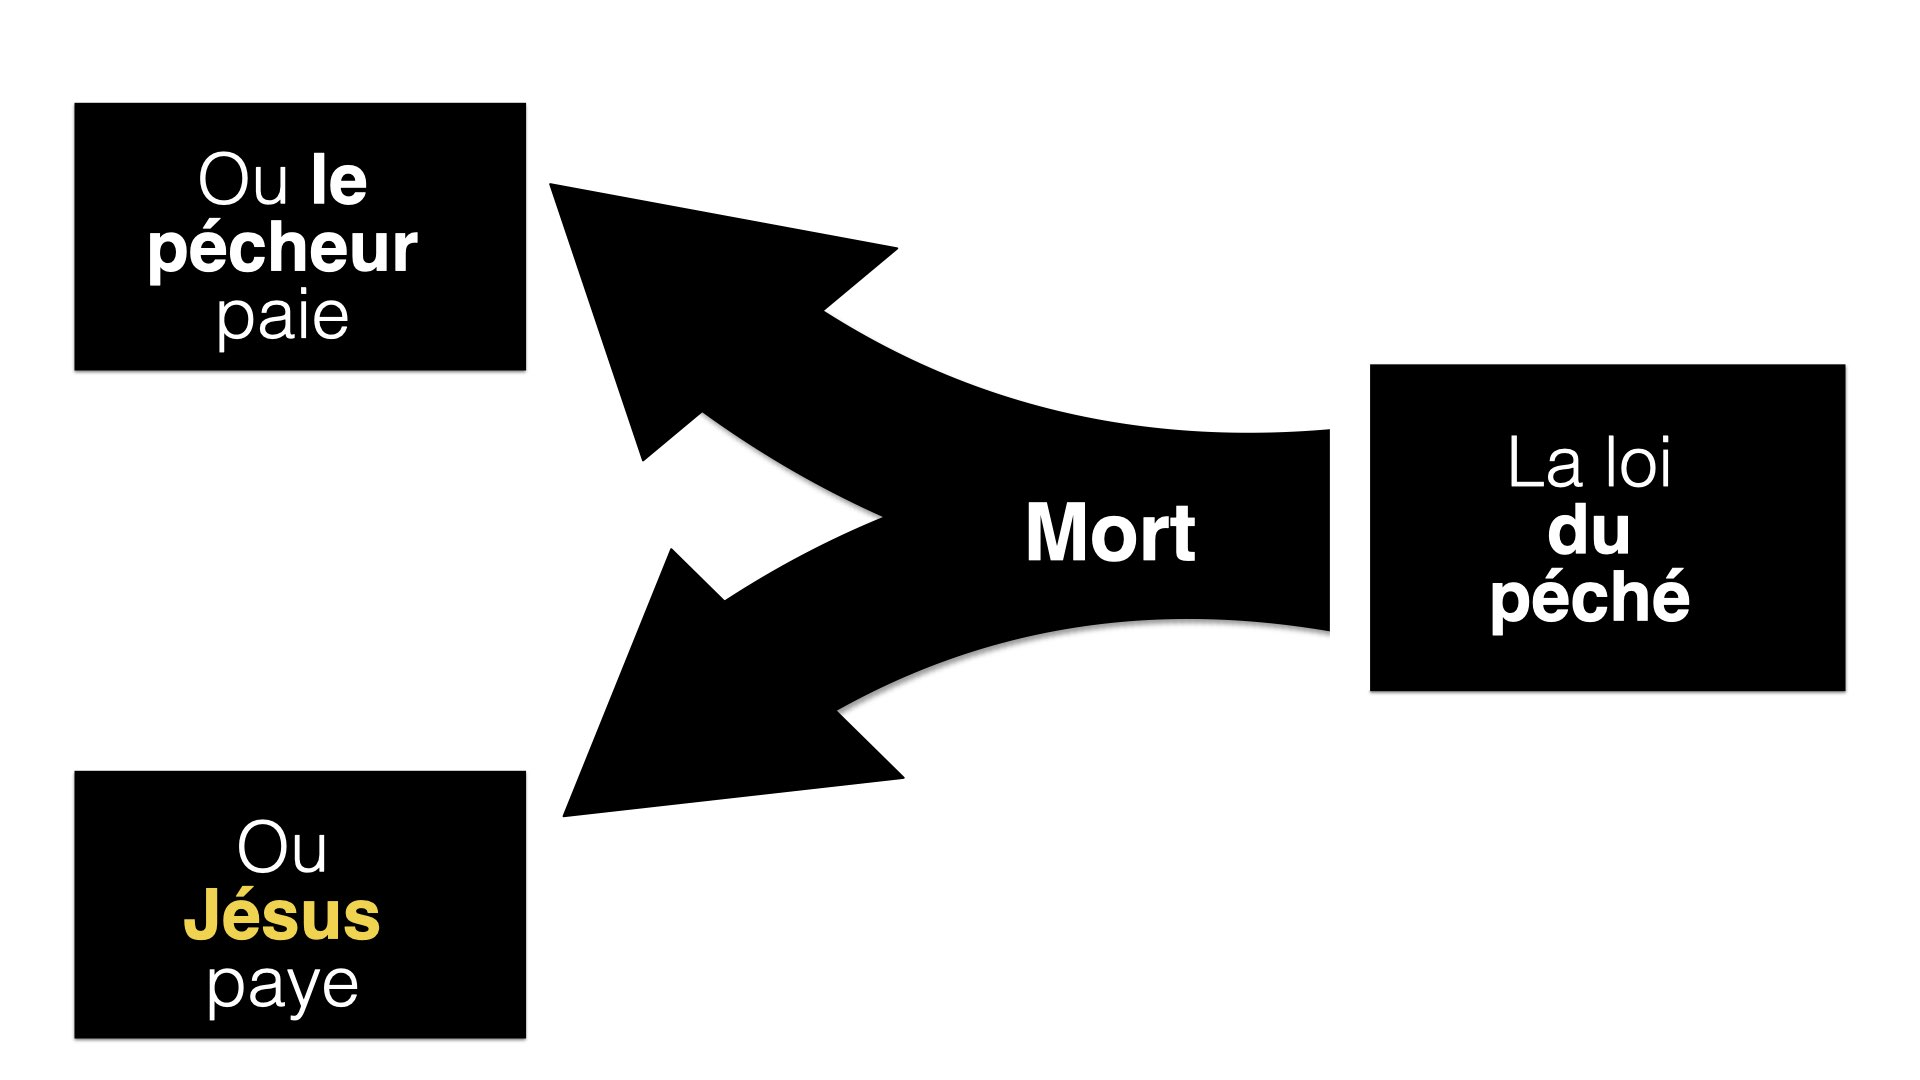 Ou le
pécheur
paie
Mort
La loi
du
péché
Ou
Jésus
paye